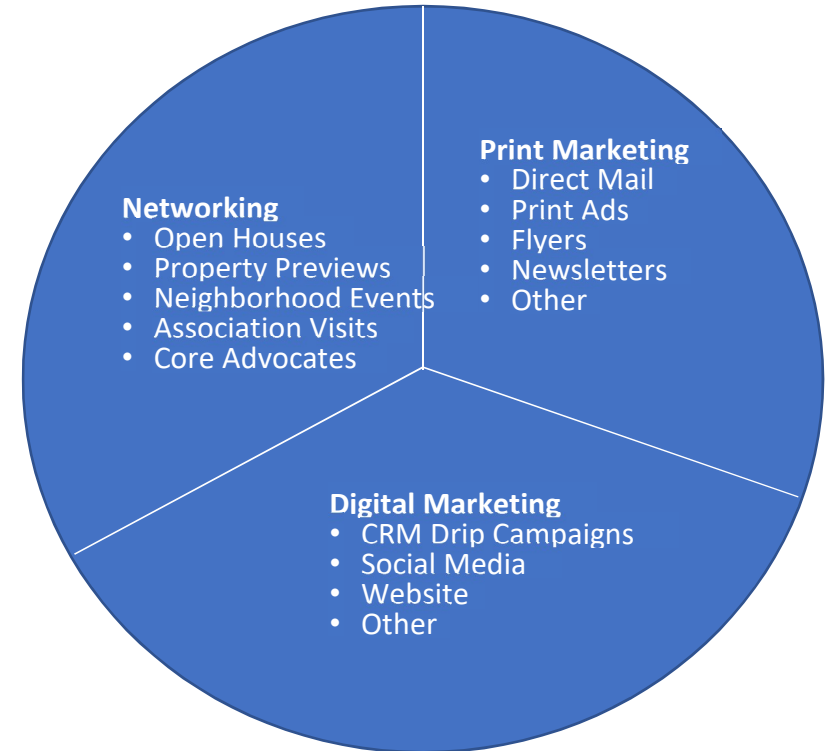 Print Marketing
• Direct Mail
• Print Ads
• Flyers
• Newsletters
• Other
Networking
• Open Houses
• Property Previews
• Neighborhood Events
• Association Visits
• Core Advocates
Digital Marketing
• CRM Drip Campaigns
• Social Media
• Website
• Other